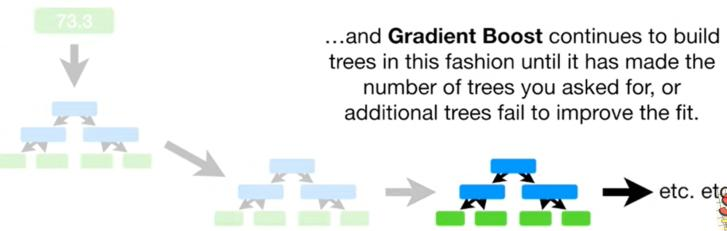 73.3
...and Gradient Boost continues to build
trees in this fashion until it has made the
number of trees you asked for, or
additional trees fail to improve the fit.
etc. etc